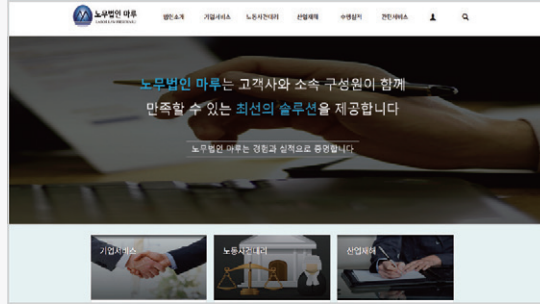 노무법인 마루
법인소개 기업서비스 노동사건대리 산업재해 수행실적 전문서비스
노무법인 마루는 고객사와 소속 구성원이 함께
만족할 수 있는 최선의 솔루션을 제공합니다
노무법인 마루는 경험과 실적으로 증명합니다
기업서비스 노동사건대리 산업재해